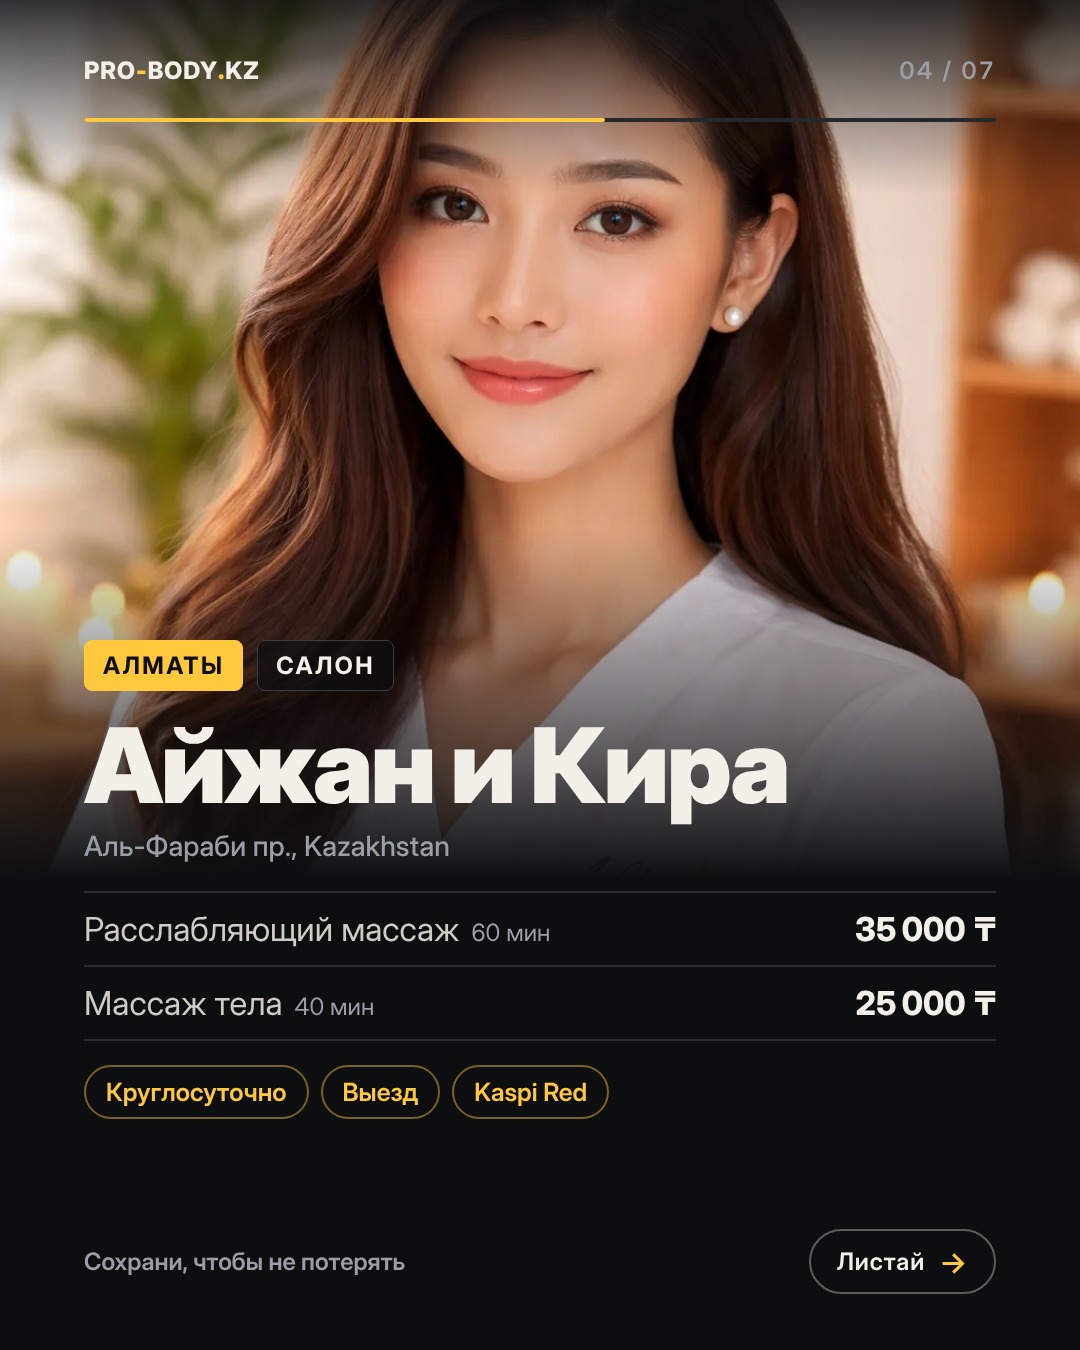 PRO-BODY.KZ
04 / 07
АЛМАТЫ
САЛОН
Айжан и Кира
Аль-Фараби пр., Kazakhstan
Расслабляющий массаж 60 мин 35 000 ₸
Массаж тела 40 мин 25 000 ₸
Круглосуточно
Выезд
Kaspi Red
Сохрани, чтобы не потерять
Листай →